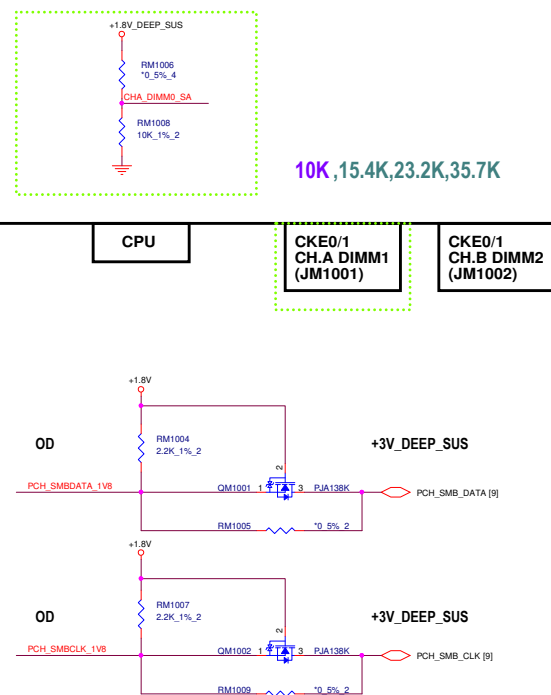 +1.8V_DEEP_SUS
RM1006
*0_5%_4
CHA_DIMM0_SA
RM1008
10K_1%_2
10K ,15.4K,23.2K,35.7K
CPU
CKE0/1
CH.A DIMM1
(JM1001)
CKE0/1
CH.B DIMM2
(JM1002)
+1.8V
OD
RM1004
2.2K_1%_2
+3V_DEEP_SUS
2
PCH_SMBDATA_1V8
QM1001
1
3
PJA138K
PCH_SMB_DATA [9]
RM1005
*0_5%_2
+1.8V
OD
RM1007
2.2K_1%_2
+3V_DEEP_SUS
2
PCH_SMBCLK_1V8
QM1002
1
3
PJA138K
PCH_SMB_CLK [9]
RM1009
*0_5%_2